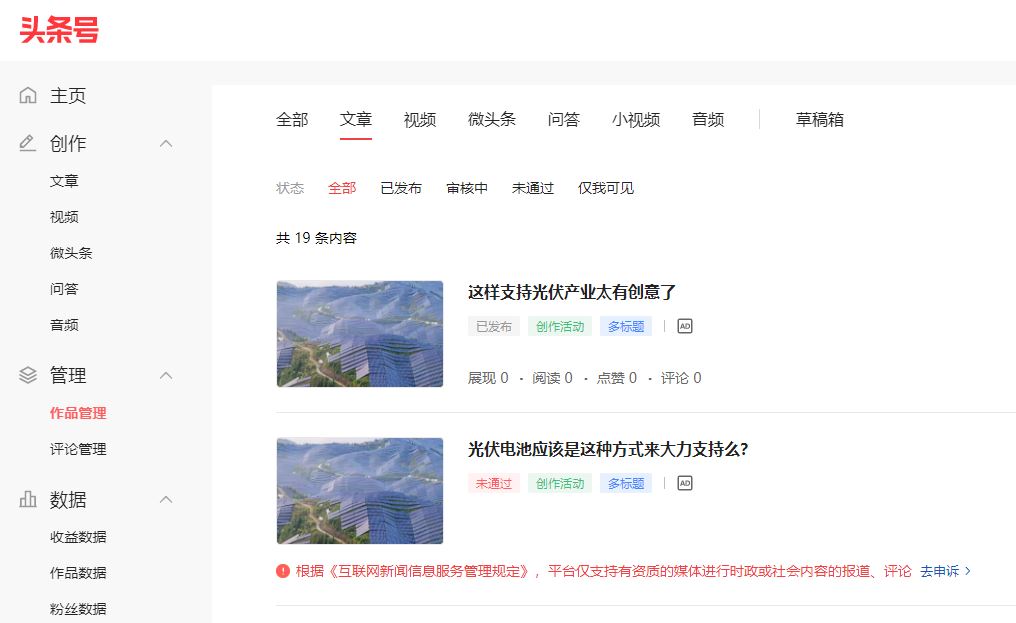 头条号
主页
创作
文章
视频
微头条
问答
音频
管理
作品管理
评论管理
数据
收益数据
作品数据
粉丝数据
全部 文章 视频 微头条 问答 小视频 音频 草稿箱
状态 全部 已发布 审核中 未通过 仅我可见
共 19 条内容
这样支持光伏产业太有创意了
已发布 创作活动 多标题 AD
展现 0 · 阅读 0 · 点赞 0 · 评论 0
光伏电池应该是这种方式来大力支持么?
未通过 创作活动 多标题 AD
根据《互联网新闻信息服务管理规定》，平台仅支持有资质的媒体进行时政或社会内容的报道、评论 去申诉